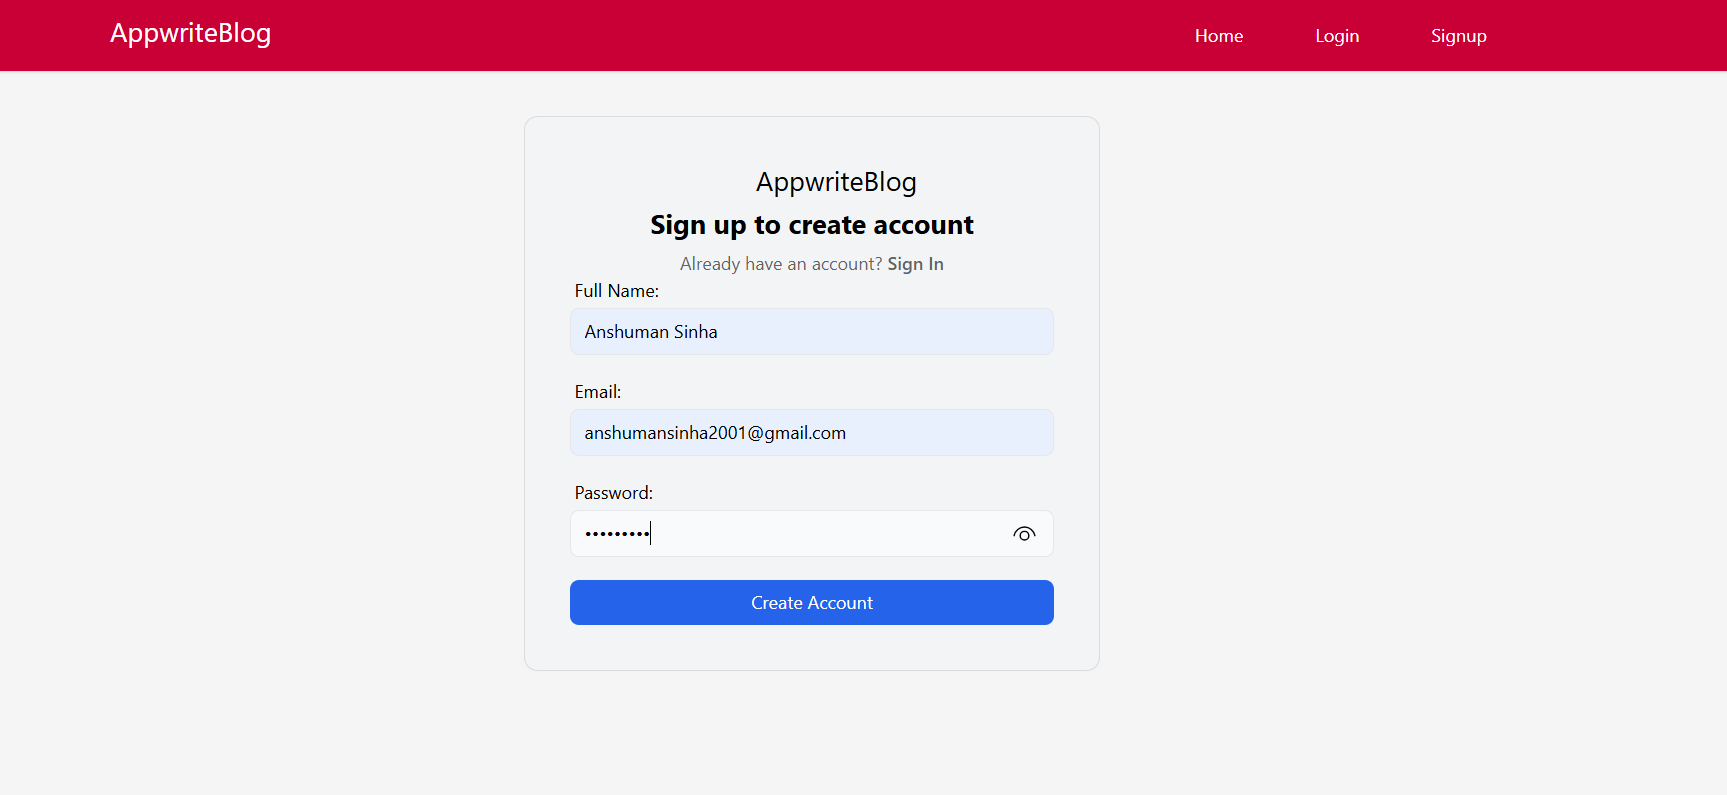 AppwriteBlog
Home Login Signup
AppwriteBlog
Sign up to create account
Already have an account? Sign In
Full Name:
Anshuman Sinha
Email:
anshumansinha2001@gmail.com
Password:
•••••••••
Create Account